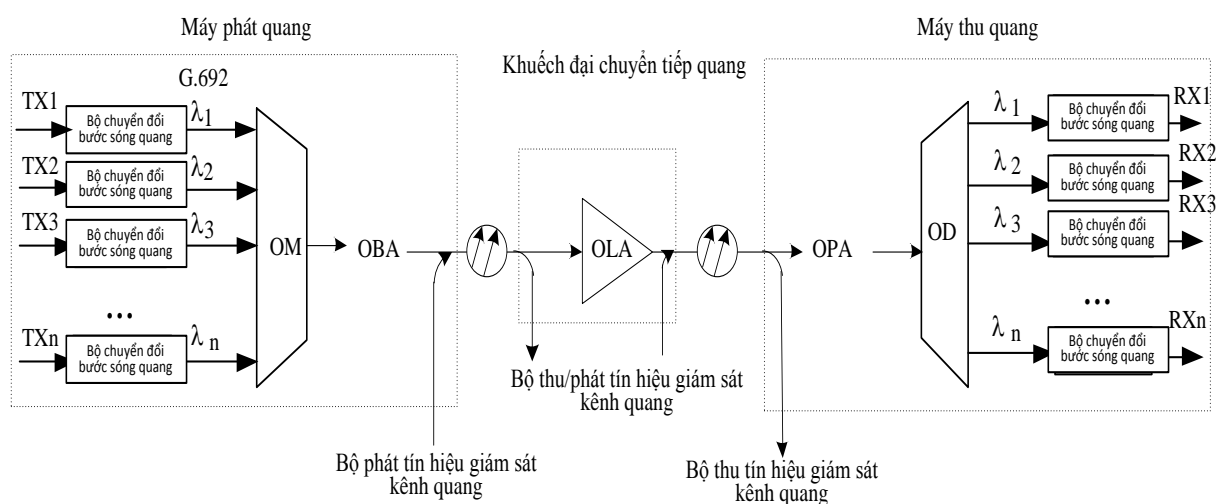 Máy phát quang
Máy thu quang
Khuếch đại chuyển tiếp quang
G.692
TX1
Bộ chuyển đổi
bước sóng quang
λ1
TX2
Bộ chuyển đổi
bước sóng quang
λ2
TX3
Bộ chuyển đổi
bước sóng quang
λ3
...
TXn
Bộ chuyển đổi
bước sóng quang
λn
OM
OBA
OLA
OPA
OD
λ1
Bộ chuyển đổi
bước sóng quang
RX1
λ2
Bộ chuyển đổi
bước sóng quang
RX2
λ3
Bộ chuyển đổi
bước sóng quang
RX3
...
λn
Bộ chuyển đổi
bước sóng quang
RXn
Bộ thu/phát tín hiệu giám sát
kênh quang
Bộ phát tín hiệu giám sát
kênh quang
Bộ thu tín hiệu giám sát
kênh quang